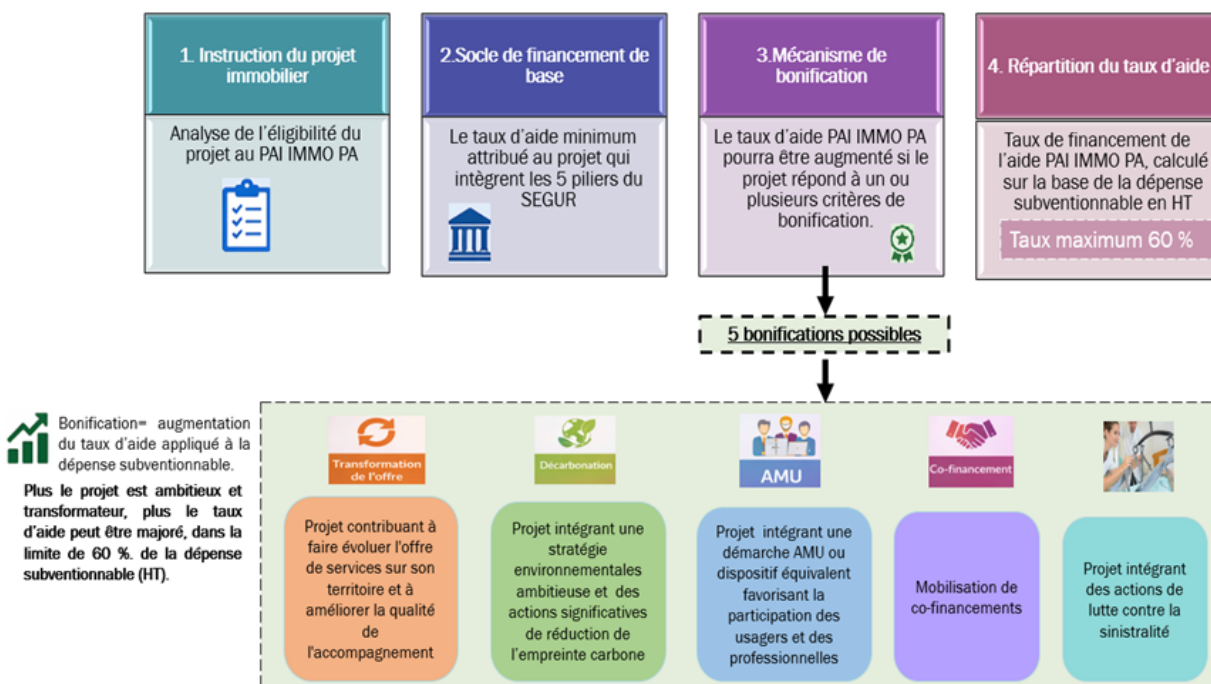 1. Instruction du projet
immobilier
Analyse de l'éligibilité du
projet au PAI IMMO PA
2.Socle de financement de
base
Le taux d'aide minimum
attribué au projet qui
intègrent les 5 piliers du
SEGUR
3.Mécanisme de
bonification
Le taux d'aide PAI IMMO PA
pourra être augmenté si le
projet répond à un ou
plusieurs critères de
bonification.
4. Répartition du taux d'aide
Taux de financement de
l'aide PAI IMMO PA, calculé
sur la base de la dépense
subventionnable en HT
Taux maximum 60 %
5 bonifications possibles
Bonification= augmentation
du taux d'aide appliqué à la
dépense subventionnable.
Plus le projet est ambitieux et
transformateur, plus le taux
d'aide peut être majoré, dans la
limite de 60 %. de la dépense
subventionnable (HT).
Transformation
de l'offre
Projet contribuant à
faire évoluer l'offre
de services sur son
territoire et à
améliorer la qualité
de
l'accompagnement
Décarbonation
Projet intégrant une
stratégie
environnementales
ambitieuse et des
actions significatives
de réduction de
l'empreinte carbone
AMU
Projet intégrant une
démarche AMU ou
dispositif équivalent
favorisant la
participation des
usagers et des
professionnelles
Co-financement
Mobilisation de
co-financements
Projet intégrant
des actions de
lutte contre la
sinistralité